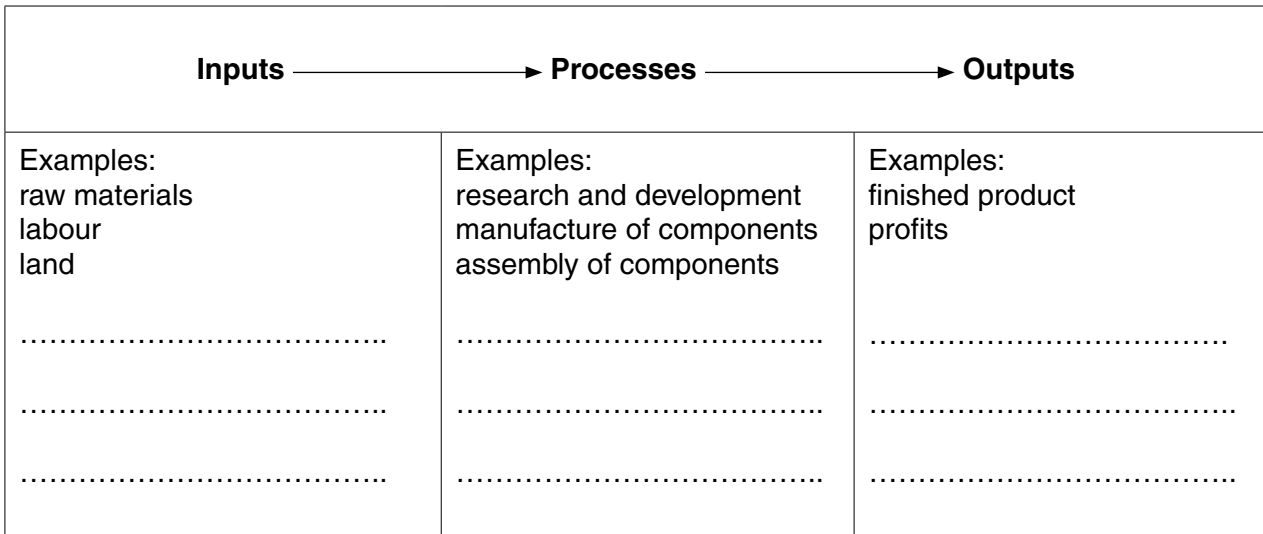 Inputs Processes Outputs
Examples:
raw materials
labour
land
…………………………………..
…………………………………..
…………………………………..
Examples:
research and development
manufacture of components
assembly of components
…………………………………..
…………………………………..
…………………………………..
Examples:
finished product
profits
………………………………….
…………………………………..
…………………………………..